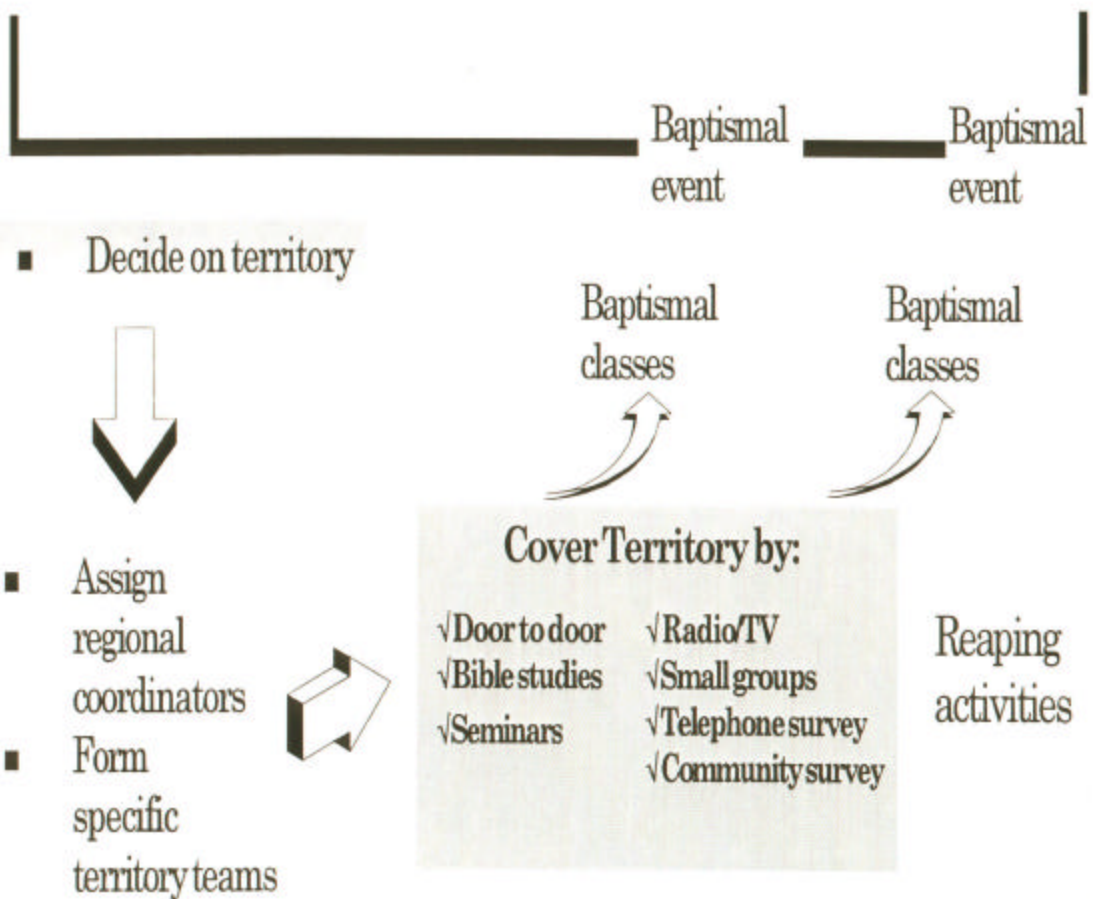 Baptismal
event
Baptismal
event
■ Decide on territory
Baptismal
classes
Baptismal
classes
■ Assign
regional
coordinators
■ Form
specific
territory teams
Cover Territory by:
√Door to door
√Bible studies
√Seminars
√Radio/TV
√Small groups
√Telephone survey
√Community survey
Reaping
activities